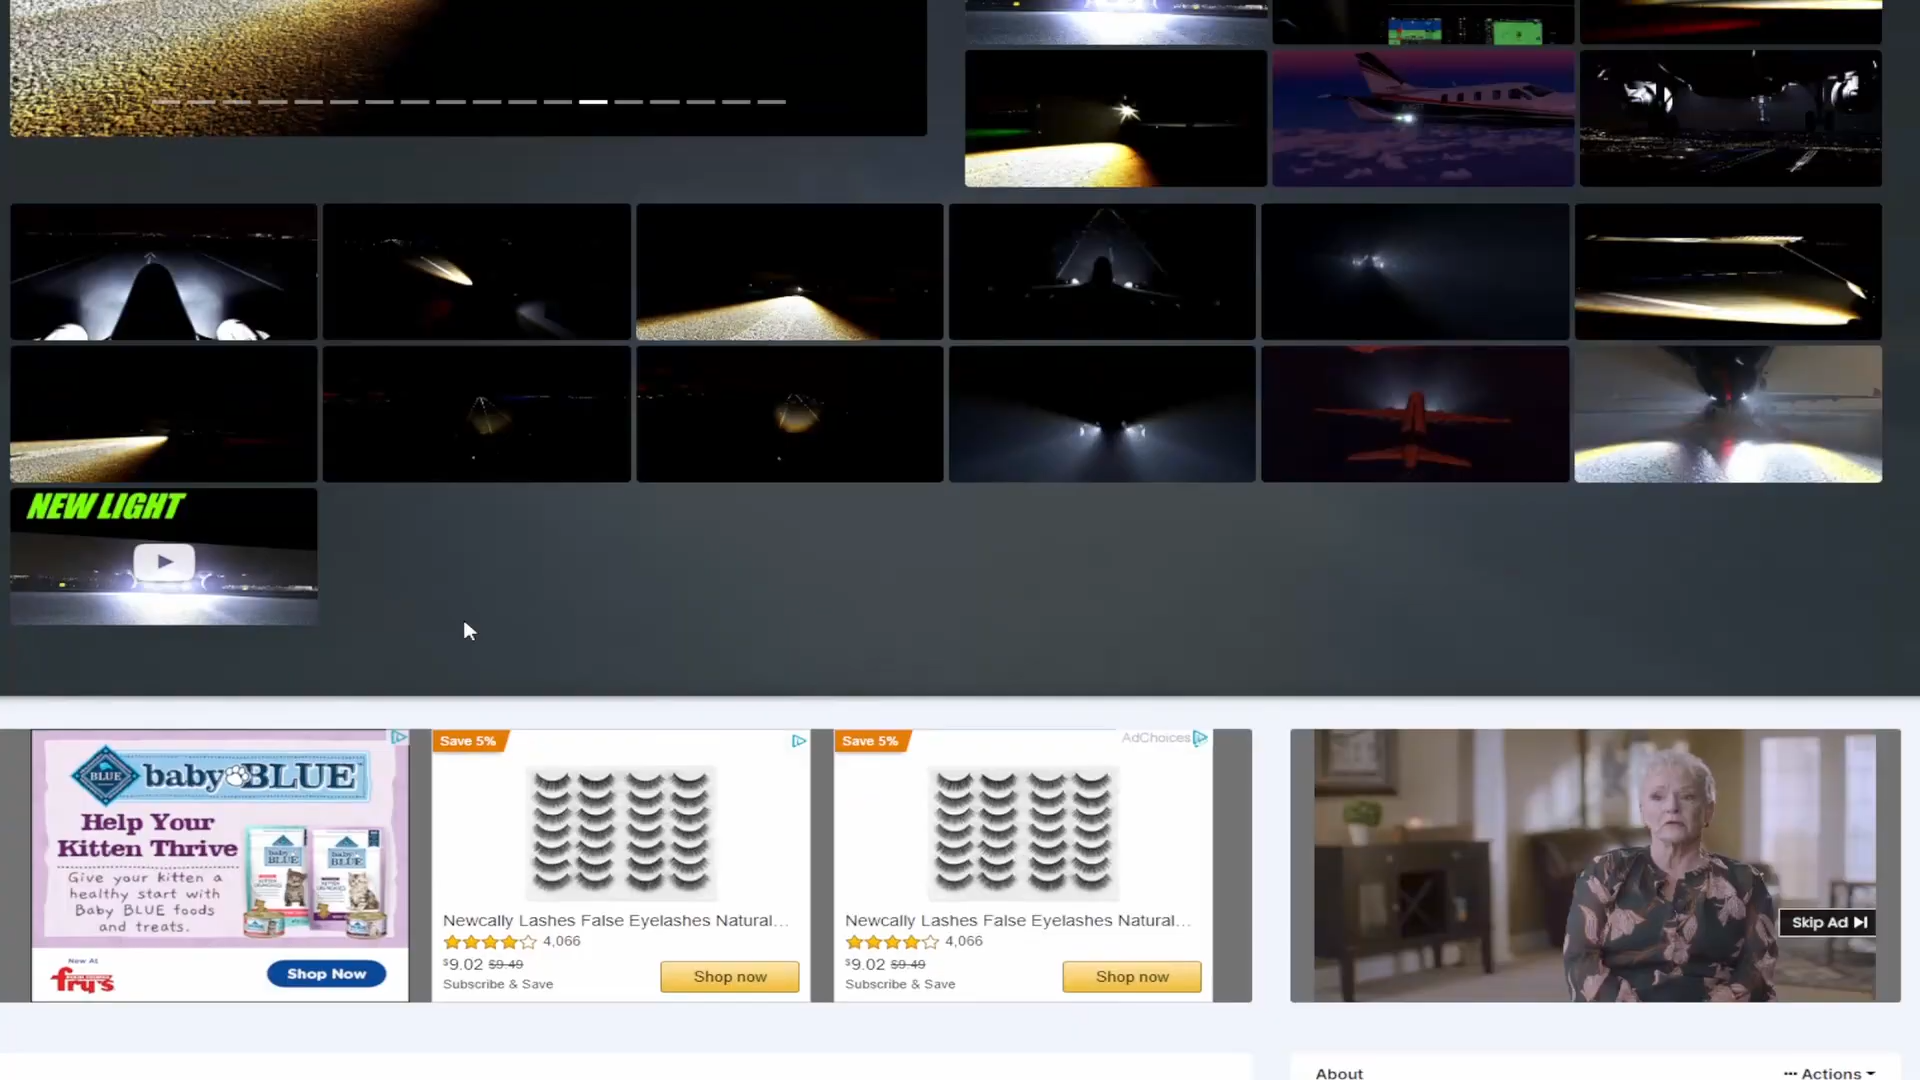 NEW LIGHT
BLUE
baby BLUE
Help Your
Kitten Thrive
Give your kitten a
healthy start with
Baby BLUE foods
and treats.
Now At
fry's
Shop Now
Save 5%
Newcally Lashes False Eyelashes Natural...
4,066
$9.02 $9.49
Subscribe & Save
Shop now
Save 5%
AdChoices
Newcally Lashes False Eyelashes Natural...
4,066
$9.02 $9.49
Subscribe & Save
Shop now
Skip Ad
About
Actions